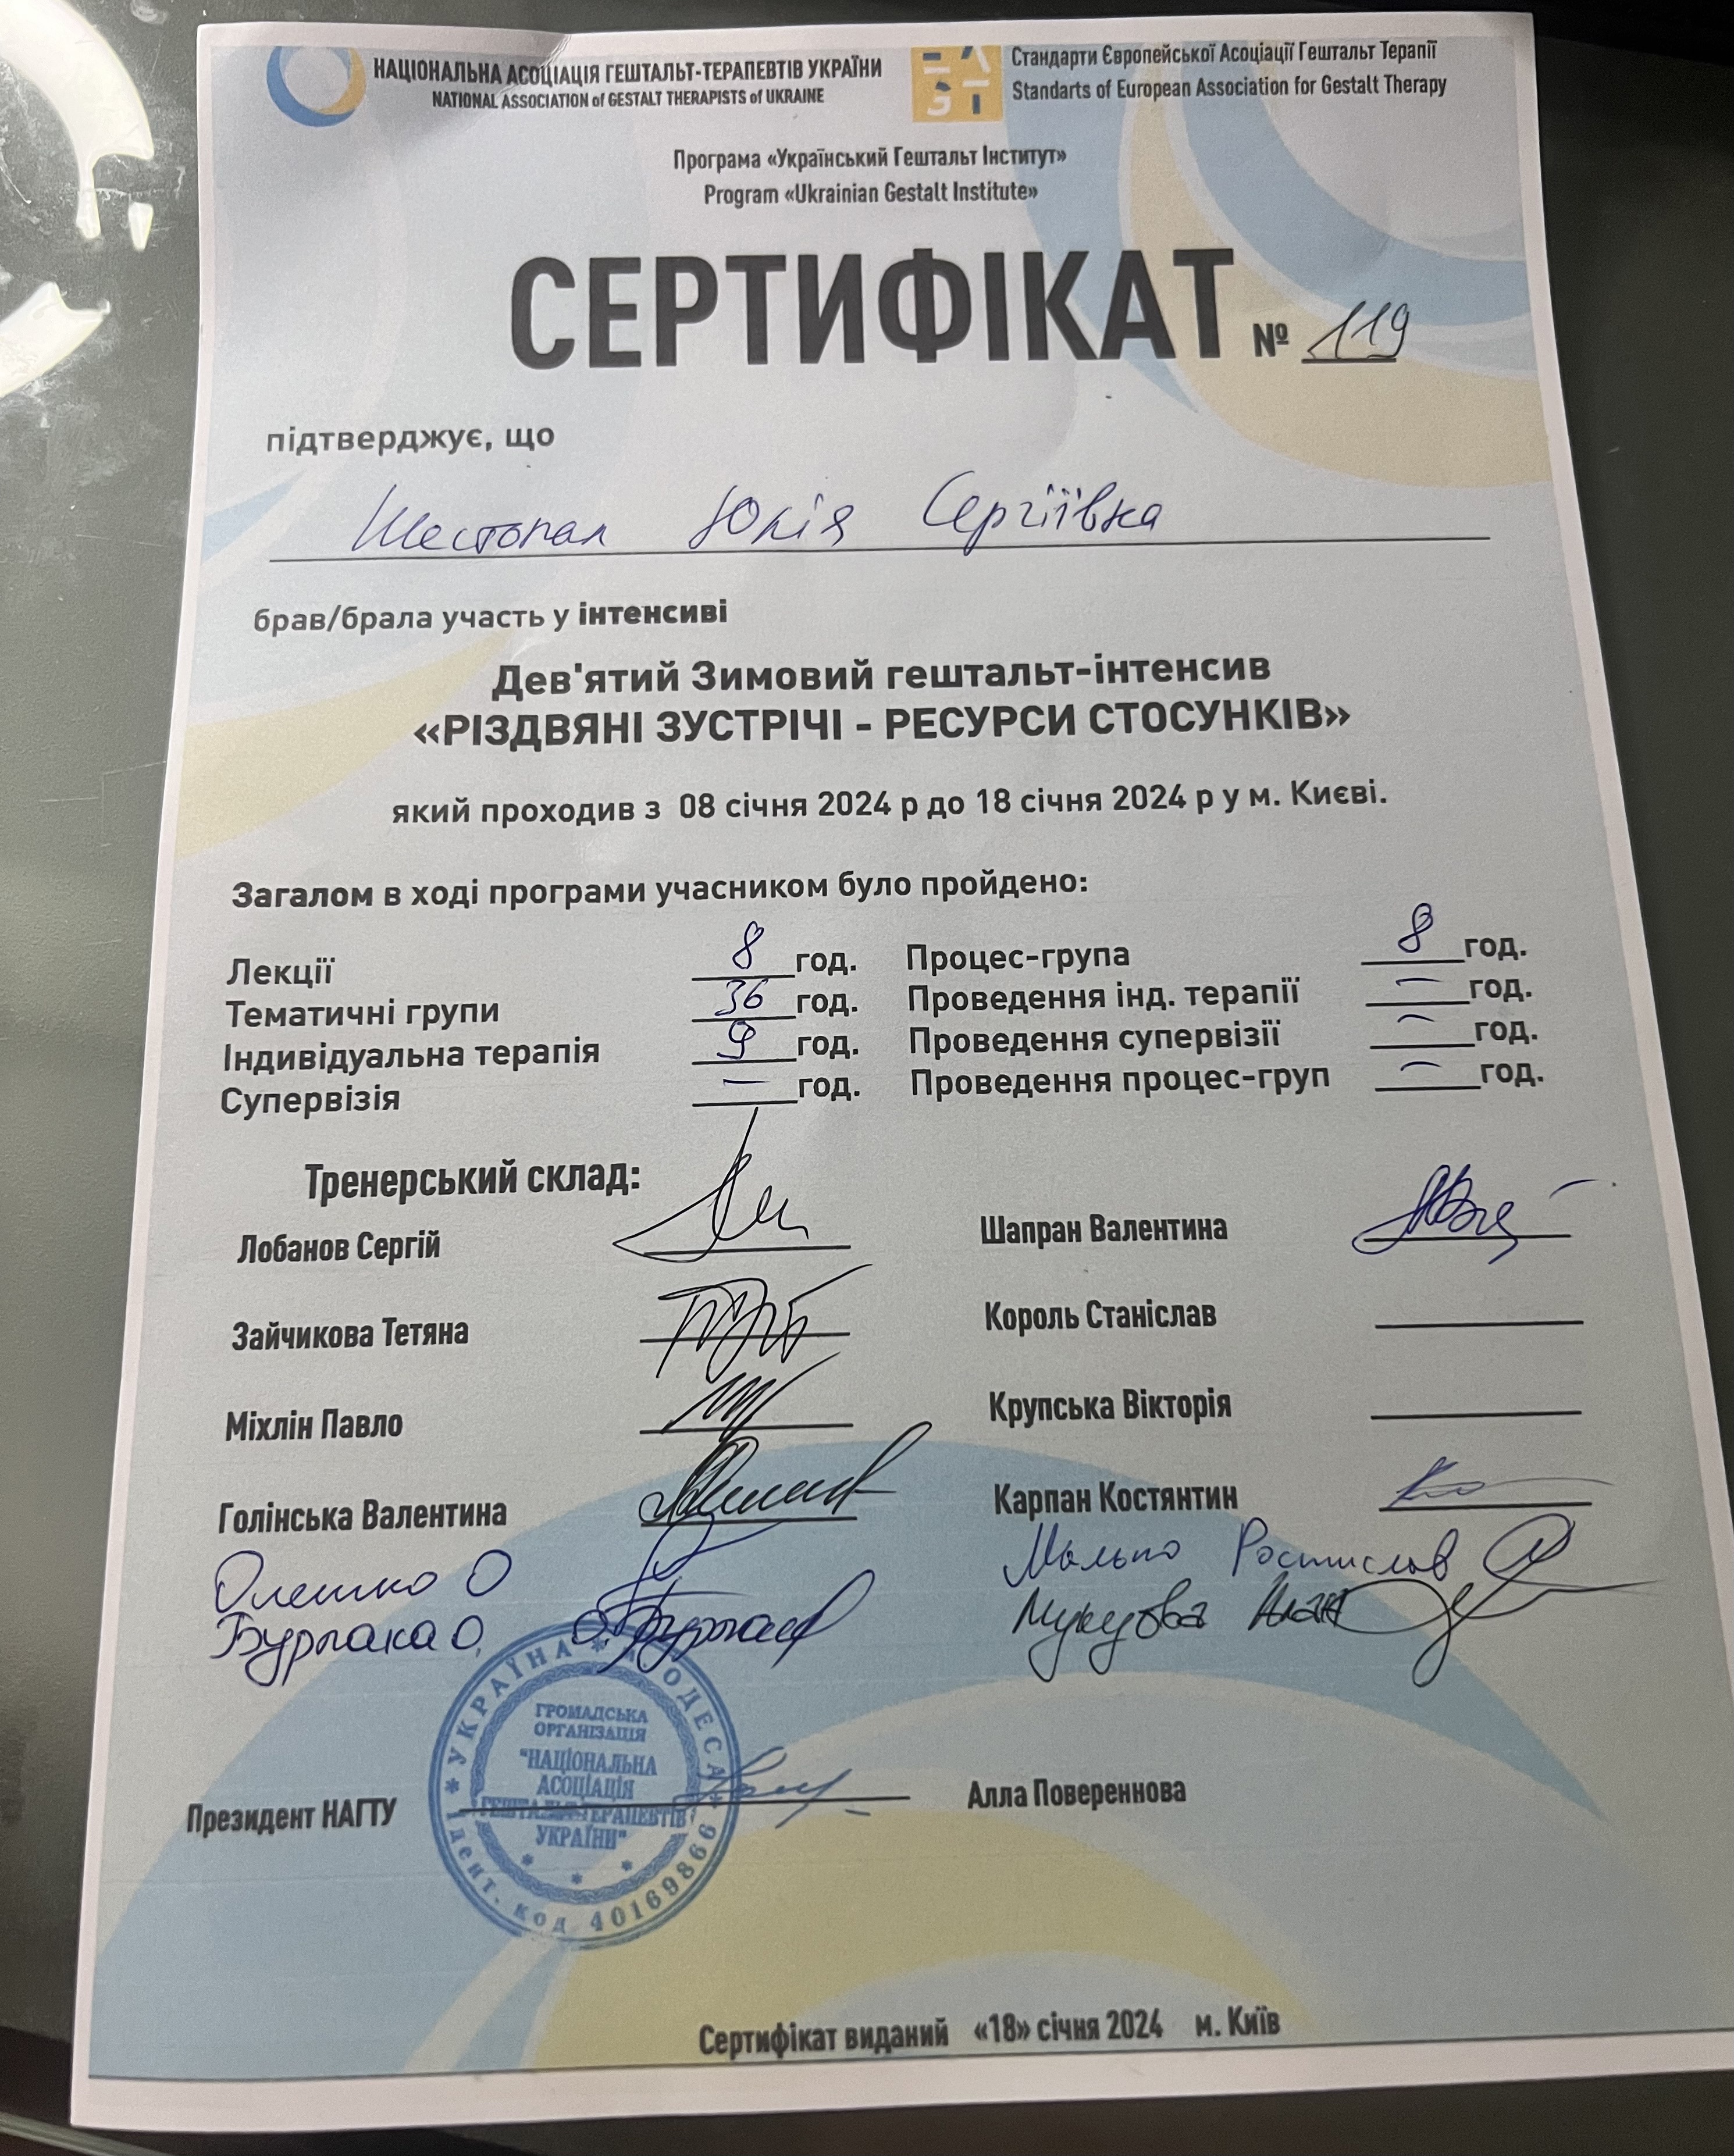 НАЦІОНАЛЬНА АСОЦІАЦІЯ ГЕШТАЛЬТ-ТЕРАПЕВТІВ УКРАЇНИ
NATIONAL ASSOCIATION of GESTALT THERAPISTS of UKRAINE
Стандарти Європейської Асоціації Гештальт Терапії
Standarts of European Association for Gestalt Therapy
Програма «Український Гештальт Інститут»
Program «Ukrainian Gestalt Institute»
СЕРТИФІКАТ № 119
підтверджує, що
Шестопал Юлія Сергіївна
брав/брала участь у інтенсиві
Дев'ятий Зимовий гештальт-інтенсив
«РІЗДВЯНІ ЗУСТРІЧІ - РЕСУРСИ СТОСУНКІВ»
який проходив з 08 січня 2024 р до 18 січня 2024 р у м. Києві.
Загалом в ході програми учасником було пройдено:
Лекції 8 год. Процес-група 8 год.
Тематичні групи 36 год. Проведення інд. терапії — год.
Індивідуальна терапія 9 год. Проведення супервізії — год.
Супервізія — год. Проведення процес-груп — год.
Тренерський склад:
Лобанов Сергій Шапран Валентина
Зайчикова Тетяна Король Станіслав
Міхлін Павло Крупська Вікторія
Голінська Валентина Карпан Костянтин
Олешко О Ростислав
Бурлака О.
УКРАЇНА * М. ОДЕСА *
ГРОМАДСЬКА
ОРГАНІЗАЦІЯ
"НАЦІОНАЛЬНА
АСОЦІАЦІЯ
ГЕШТАЛЬТ-ТЕРАПЕВТІВ
УКРАЇНИ"
Ідент. код 40169866
Президент НАГТУ Алла Повереннова
Сертифікат виданий «18» січня 2024 м. Київ